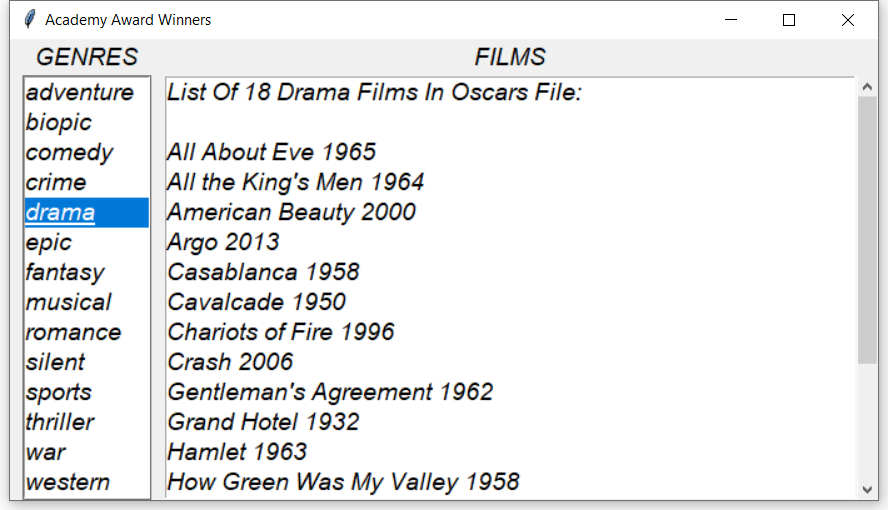 Academy Award Winners
GENRES
FILMS
adventure
biopic
comedy
crime
drama
epic
fantasy
musical
romance
silent
sports
thriller
war
western
List Of 18 Drama Films In Oscars File:
All About Eve 1965
All the King's Men 1964
American Beauty 2000
Argo 2013
Casablanca 1958
Cavalcade 1950
Chariots of Fire 1996
Crash 2006
Gentleman's Agreement 1962
Grand Hotel 1932
Hamlet 1963
How Green Was My Valley 1958